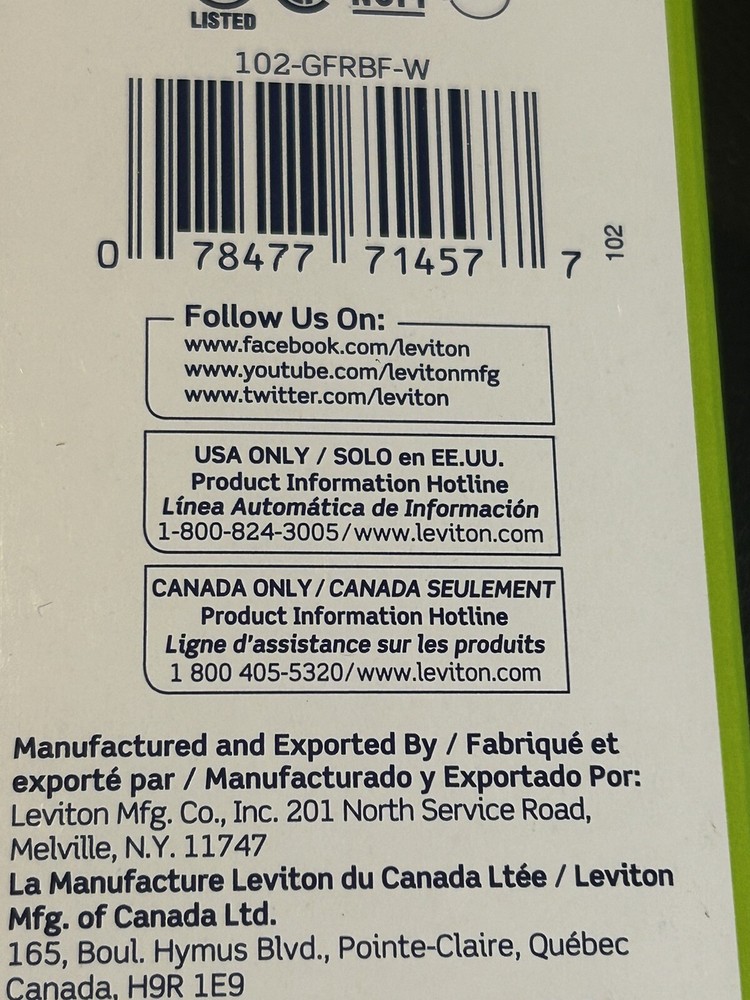 LISTED
102-GFRBF-W
0 78477 71457 7
102
Follow Us On:
www.facebook.com/leviton
www.youtube.com/levitonmfg
www.twitter.com/leviton
USA ONLY / SOLO en EE.UU.
Product Information Hotline
Línea Automática de Información
1-800-824-3005/www.leviton.com
CANADA ONLY / CANADA SEULEMENT
Product Information Hotline
Ligne d'assistance sur les produits
1 800 405-5320/www.leviton.com
Manufactured and Exported By / Fabriqué et
exporté par / Manufacturado y Exportado Por:
Leviton Mfg. Co., Inc. 201 North Service Road,
Melville, N.Y. 11747
La Manufacture Leviton du Canada Ltée / Leviton
Mfg. of Canada Ltd.
165, Boul. Hymus Blvd., Pointe-Claire, Québec
Canada, H9R 1E9